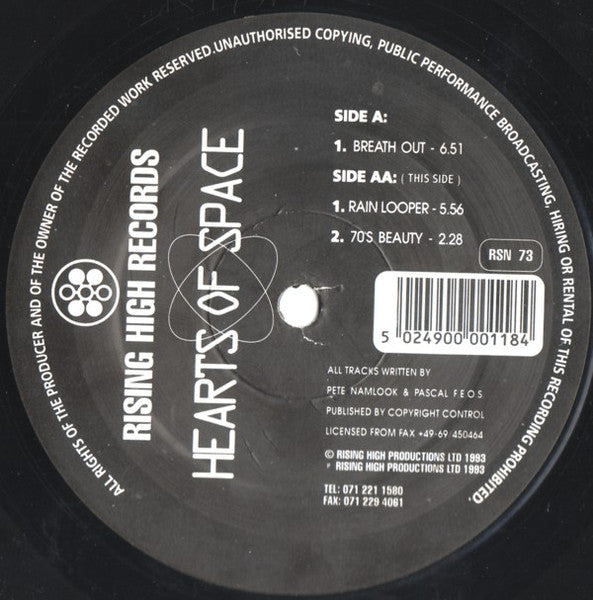 ALL RIGHTS OF THE PRODUCER AND OF THE OWNER OF THE RECORDED WORK RESERVED.UNAUTHORISED COPYING, PUBLIC PERFORMANCE BROADCASTING, HIRING OR RENTAL OF THIS RECORDING PROHIBITED.
RISING HIGH RECORDS
HEARTS OF SPACE
SIDE A:
1. BREATH OUT - 6.51
SIDE AA: ( THIS SIDE )
1. RAIN LOOPER - 5.56
2. 70'S BEAUTY - 2.28
RSN 73
5 024900 001184
ALL TRACKS WRITTEN BY
PETE NAMLOOK & PASCAL F.E.O.S.
PUBLISHED BY COPYRIGHT CONTROL
LICENSED FROM FAX +49-69/450464
© RISING HIGH PRODUCTIONS LTD 1993
P RISING HIGH PRODUCTIONS LTD 1993
TEL: 071 221 1580
FAX: 071 229 4061